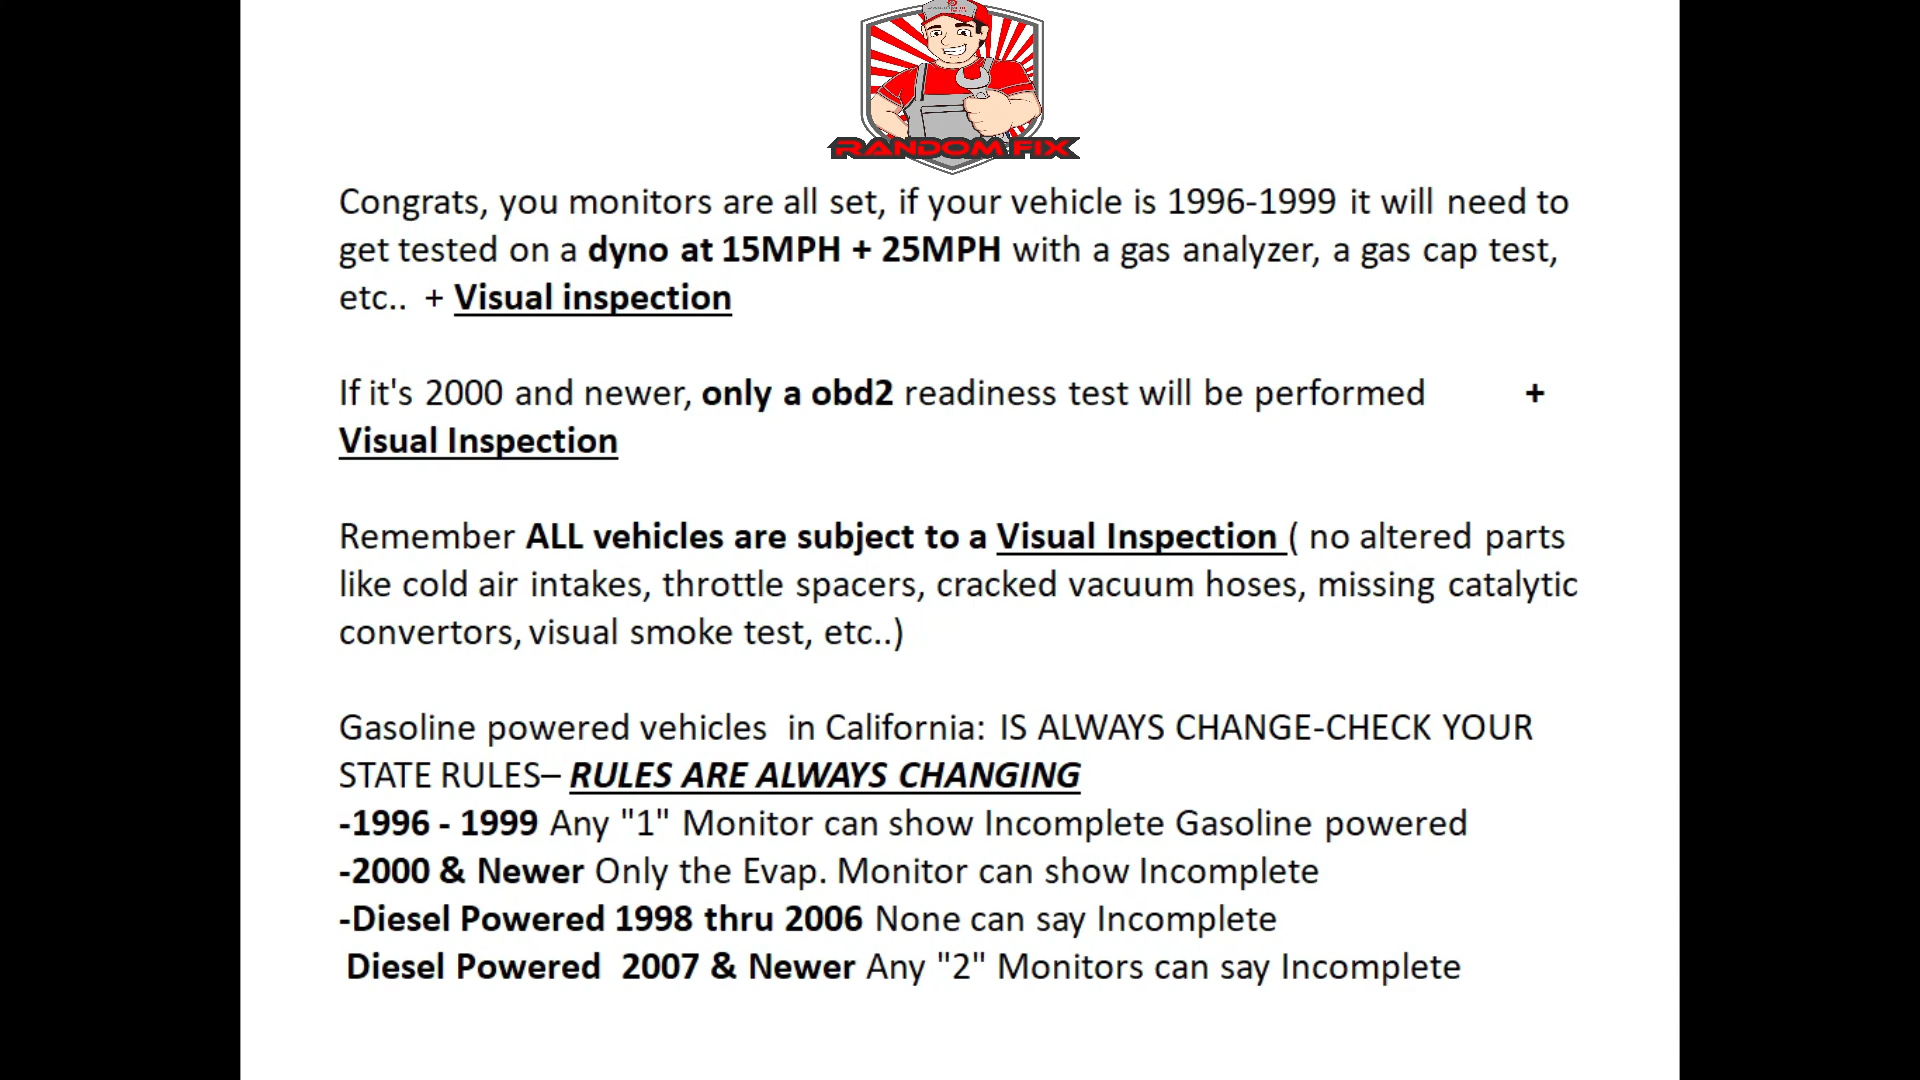 RANDOM FIX
Congrats, you monitors are all set, if your vehicle is 1996-1999 it will need to
get tested on a dyno at 15MPH + 25MPH with a gas analyzer, a gas cap test,
etc.. + Visual inspection
If it's 2000 and newer, only a obd2 readiness test will be performed +
Visual Inspection
Remember ALL vehicles are subject to a Visual Inspection ( no altered parts
like cold air intakes, throttle spacers, cracked vacuum hoses, missing catalytic
convertors, visual smoke test, etc..)
Gasoline powered vehicles in California: IS ALWAYS CHANGE-CHECK YOUR
STATE RULES– RULES ARE ALWAYS CHANGING
-1996 - 1999 Any "1" Monitor can show Incomplete Gasoline powered
-2000 & Newer Only the Evap. Monitor can show Incomplete
-Diesel Powered 1998 thru 2006 None can say Incomplete
Diesel Powered 2007 & Newer Any "2" Monitors can say Incomplete